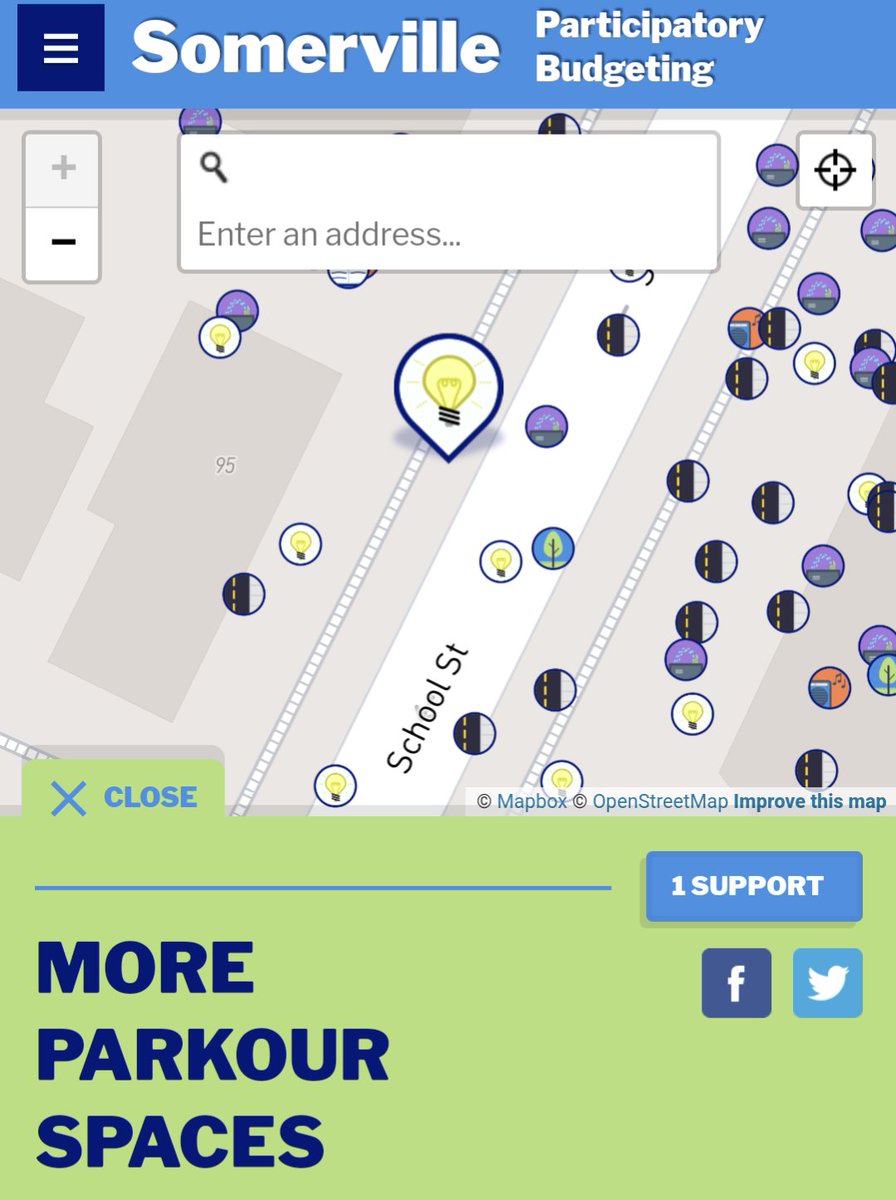 Somerville
Participatory
Budgeting
+
−
Enter an address...
95
School St
© Mapbox © OpenStreetMap Improve this map
CLOSE
1 SUPPORT
f
MORE
PARKOUR
SPACES